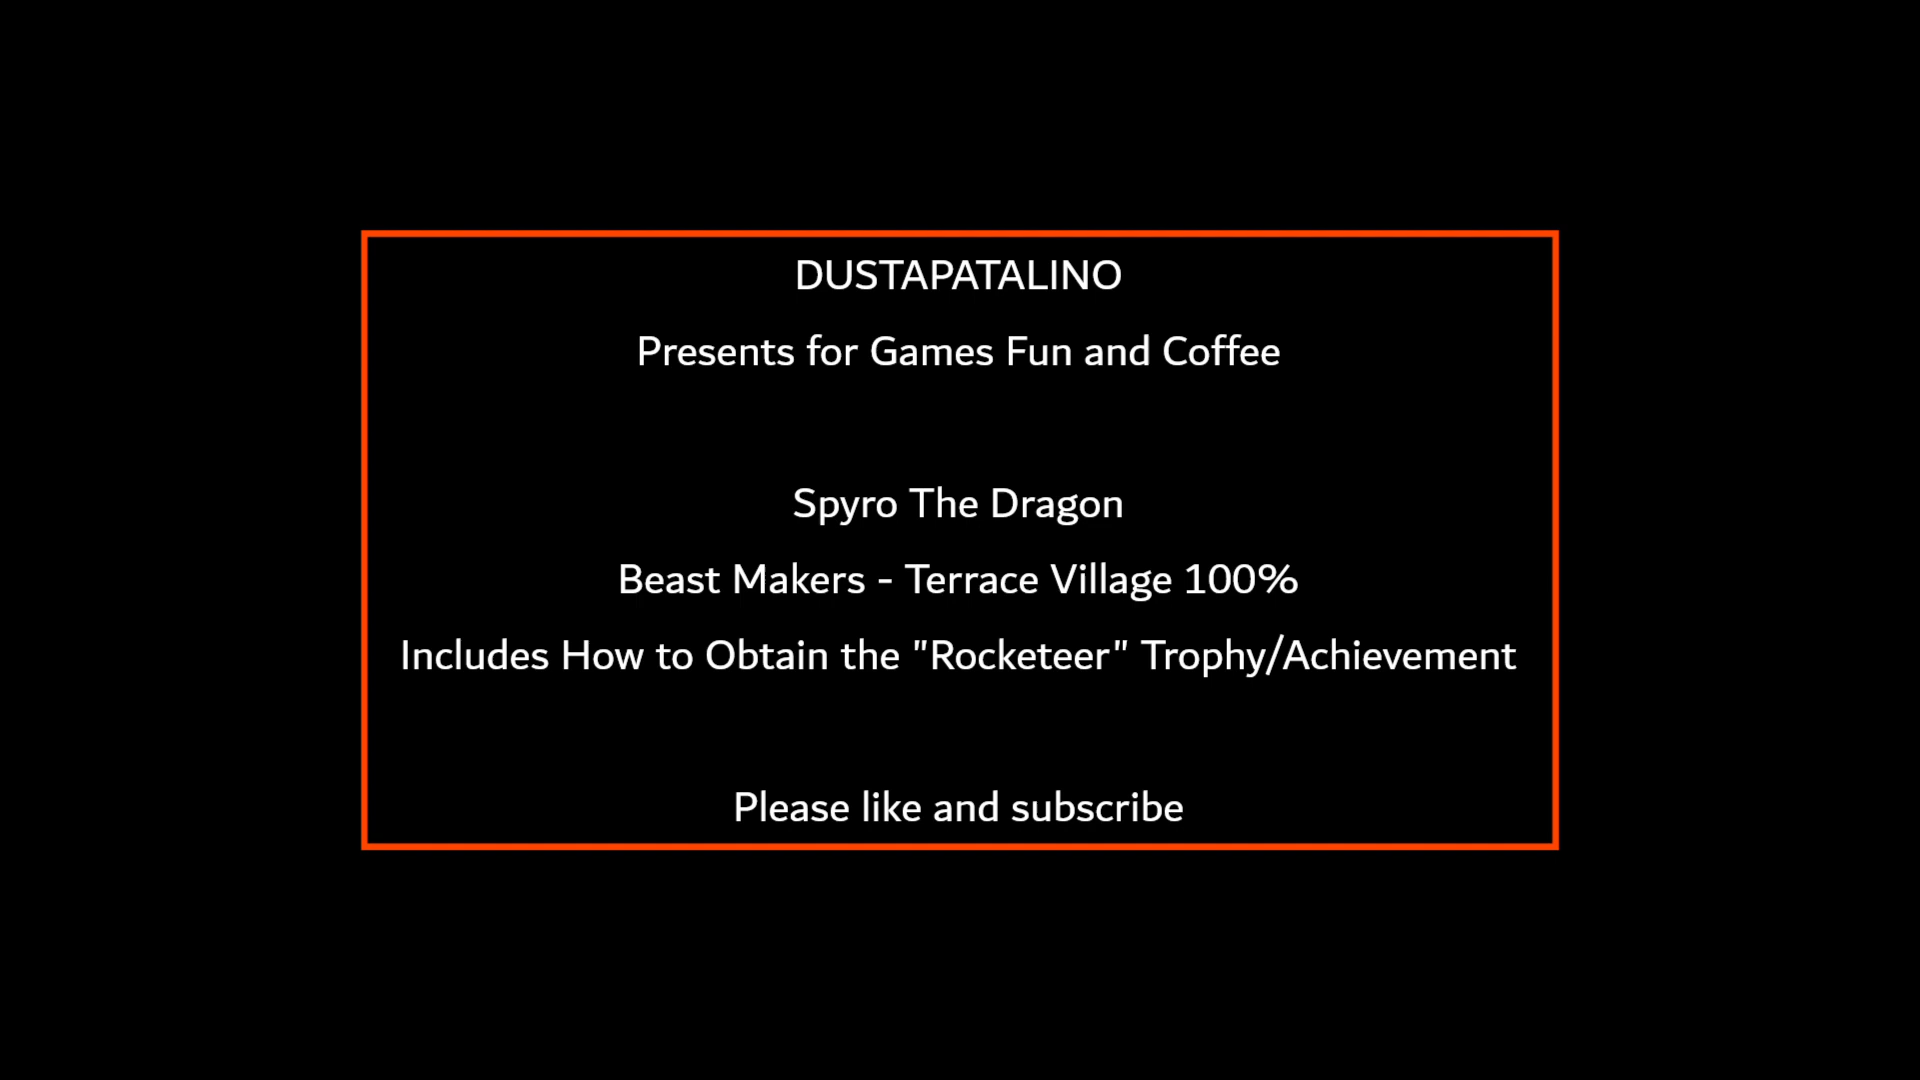 DUSTAPATALINO
Presents for Games Fun and Coffee
Spyro The Dragon
Beast Makers - Terrace Village 100%
Includes How to Obtain the "Rocketeer" Trophy/Achievement
Please like and subscribe